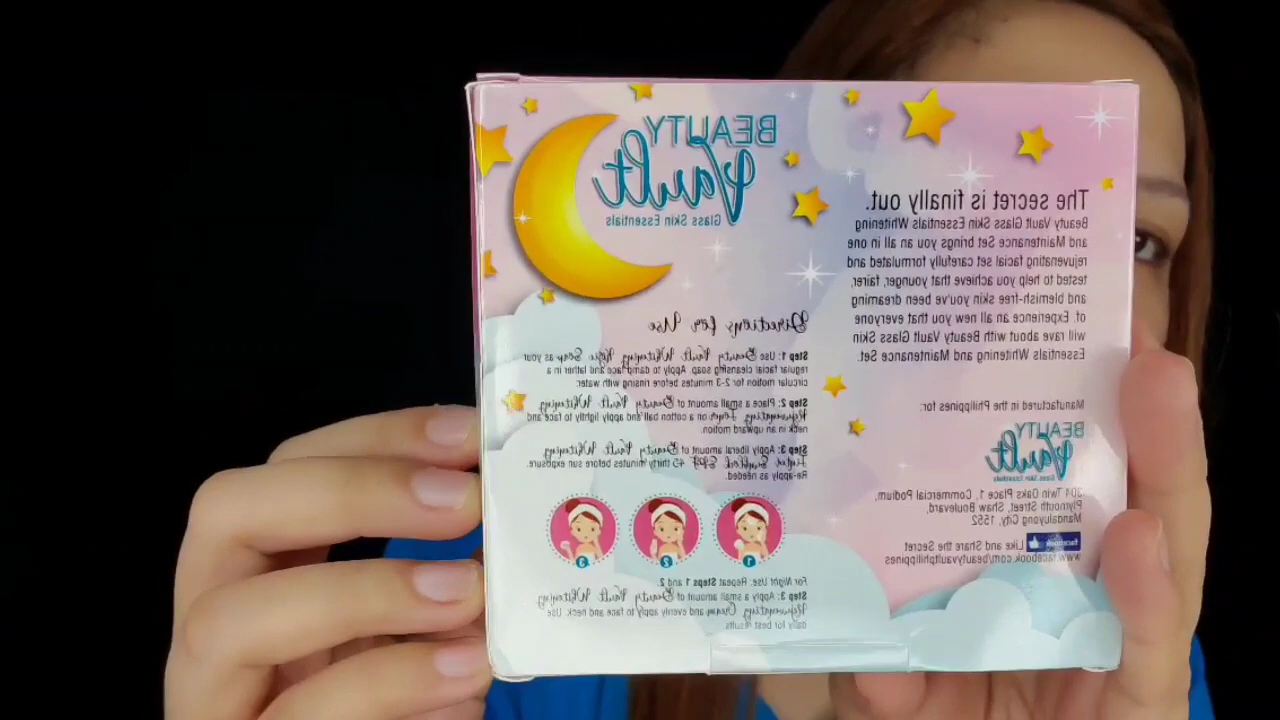 BEAUTY
Vault
Glass Skin Essentials
The secret is finally out.
Beauty Vault Glass Skin Essentials Whitening
and Maintenance Set brings you an all in one
rejuvenating facial set carefully formulated and
tested to help you achieve that younger, fairer,
and blemish-free skin you've been dreaming
of. Experience an all new you that everyone
will rave about with Beauty Vault Glass Skin
Essentials Whitening and Maintenance Set.
Manufactured in the Philippines for:
BEAUTY
Vault
Glass Skin Essentials
304 Twin Oaks Place 1, Commercial Podium,
Plymouth Street, Shaw Boulevard,
Mandaluyong City, 1552
facebook Like and Share the Secret
www.facebook.com/beautyvaultphilippines
Directions for Use
Step 1: Use Beauty Vault Whitening Kojic Soap as your
regular facial cleansing soap. Apply to damp face and lather in a
circular motion for 2-3 minutes before rinsing with water.
Step 2: Place a small amount of Beauty Vault Whitening
Rejuvenating Toner on a cotton ball and apply lightly to face and
neck in an upward motion.
Step 3: Apply liberal amount of Beauty Vault Whitening
Sunblock SPF 45 thirty minutes before sun exposure.
Re-apply as needed.
1 2 3
For Night Use: Repeat Steps 1 and 2
Step 3: Apply a small amount of Beauty Vault Whitening
Rejuvenating Cream and evenly apply to face and neck. Use
daily for best results.